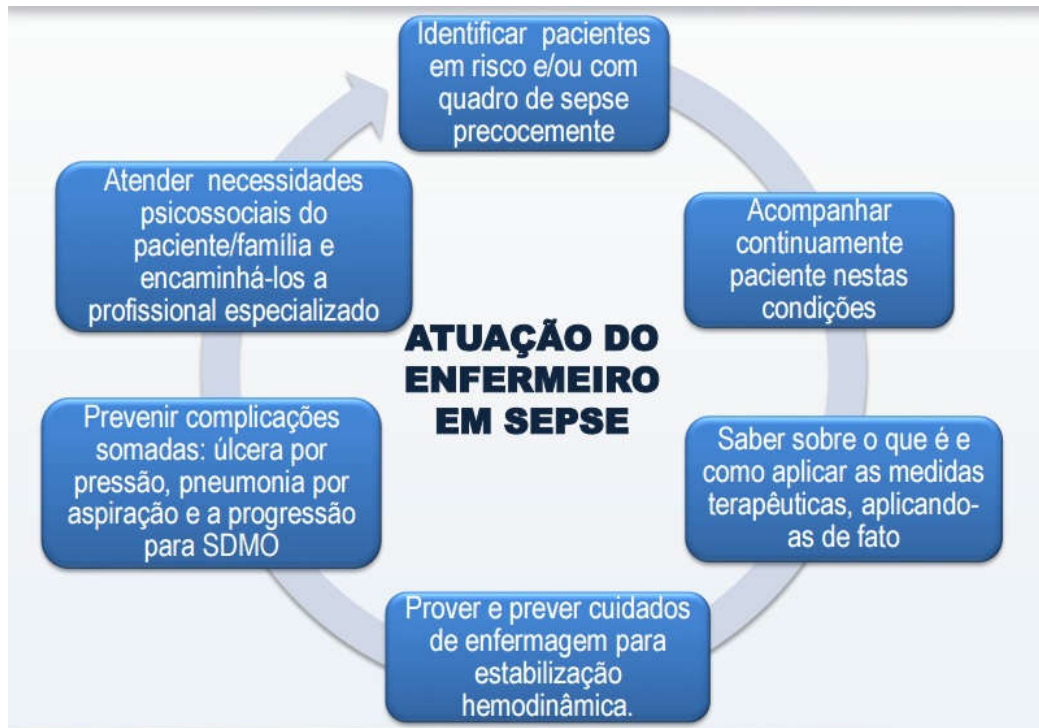 Identificar pacientes
em risco e/ou com
quadro de sepse
precocemente
Acompanhar
continuamente
paciente nestas
condições
Saber sobre o que é e
como aplicar as medidas
terapêuticas, aplicando-
as de fato
Prover e prever cuidados
de enfermagem para
estabilização
hemodinâmica.
Prevenir complicações
somadas: úlcera por
pressão, pneumonia por
aspiração e a progressão
para SDMO
Atender necessidades
psicossociais do
paciente/família e
encaminhá-los a
profissional especializado
ATUAÇÃO DO
ENFERMEIRO
EM SEPSE